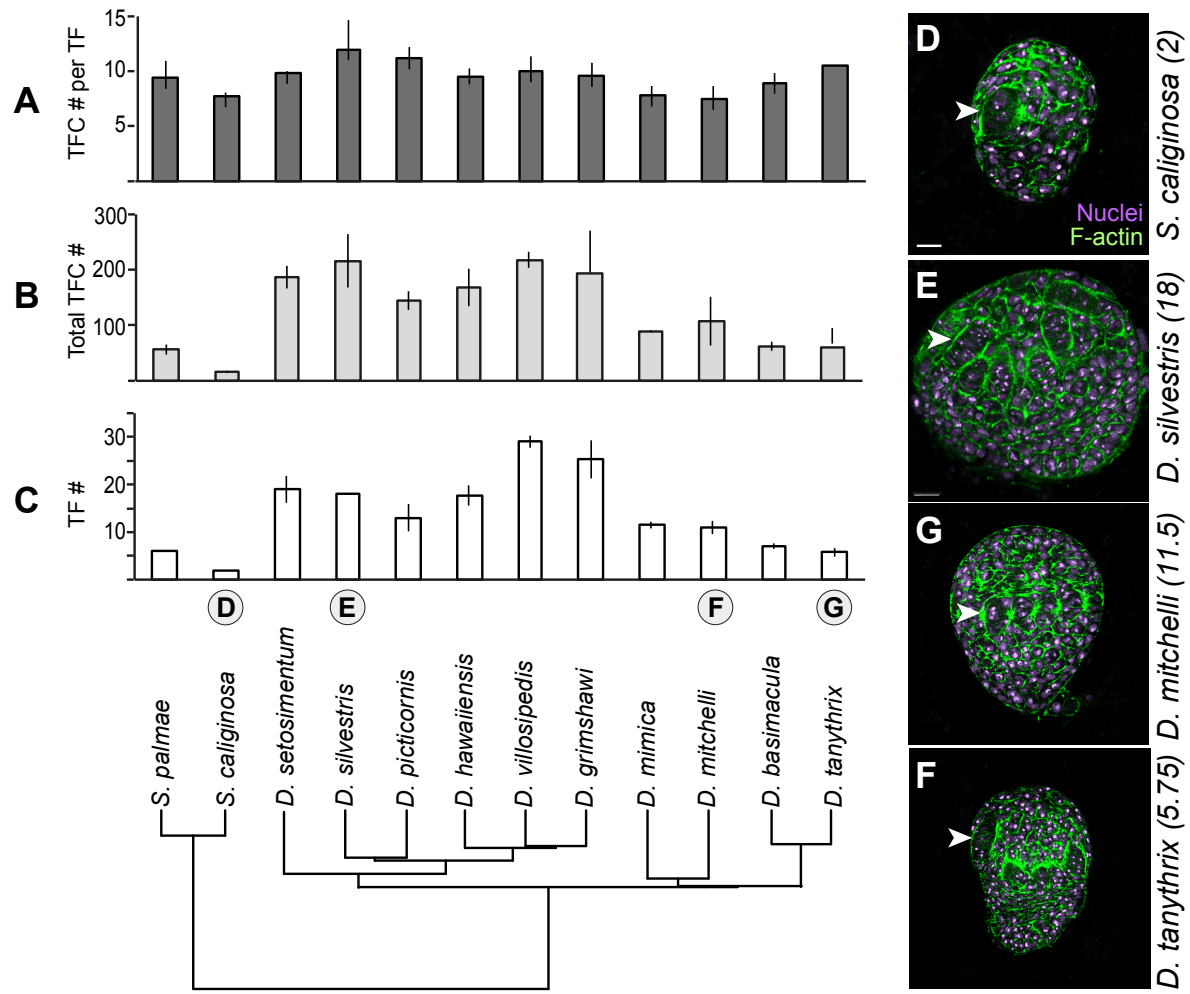 A
TFC # per TF
15
10
5
B
Total TFC #
300
200
100
C
TF #
30
20
10
D
E
F
G
S. palmae
S. caliginosa
D. setosimentum
D. silvestris
D. picticornis
D. hawaiiensis
D. villosipedis
D. grimshawi
D. mimica
D. mitchelli
D. basimacula
D. tanythrix
D
Nuclei
F-actin
S. caliginosa (2)
E
D. silvestris (18)
G
D. mitchelli (11.5)
F
D. tanythrix (5.75)